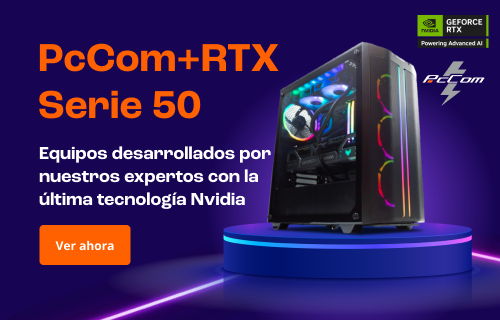 PcCom+RTX
Serie 50
Equipos desarrollados por
nuestros expertos con la
última tecnología Nvidia
Ver ahora
NVIDIA
GEFORCE
RTX
Powering Advanced AI
PcCom